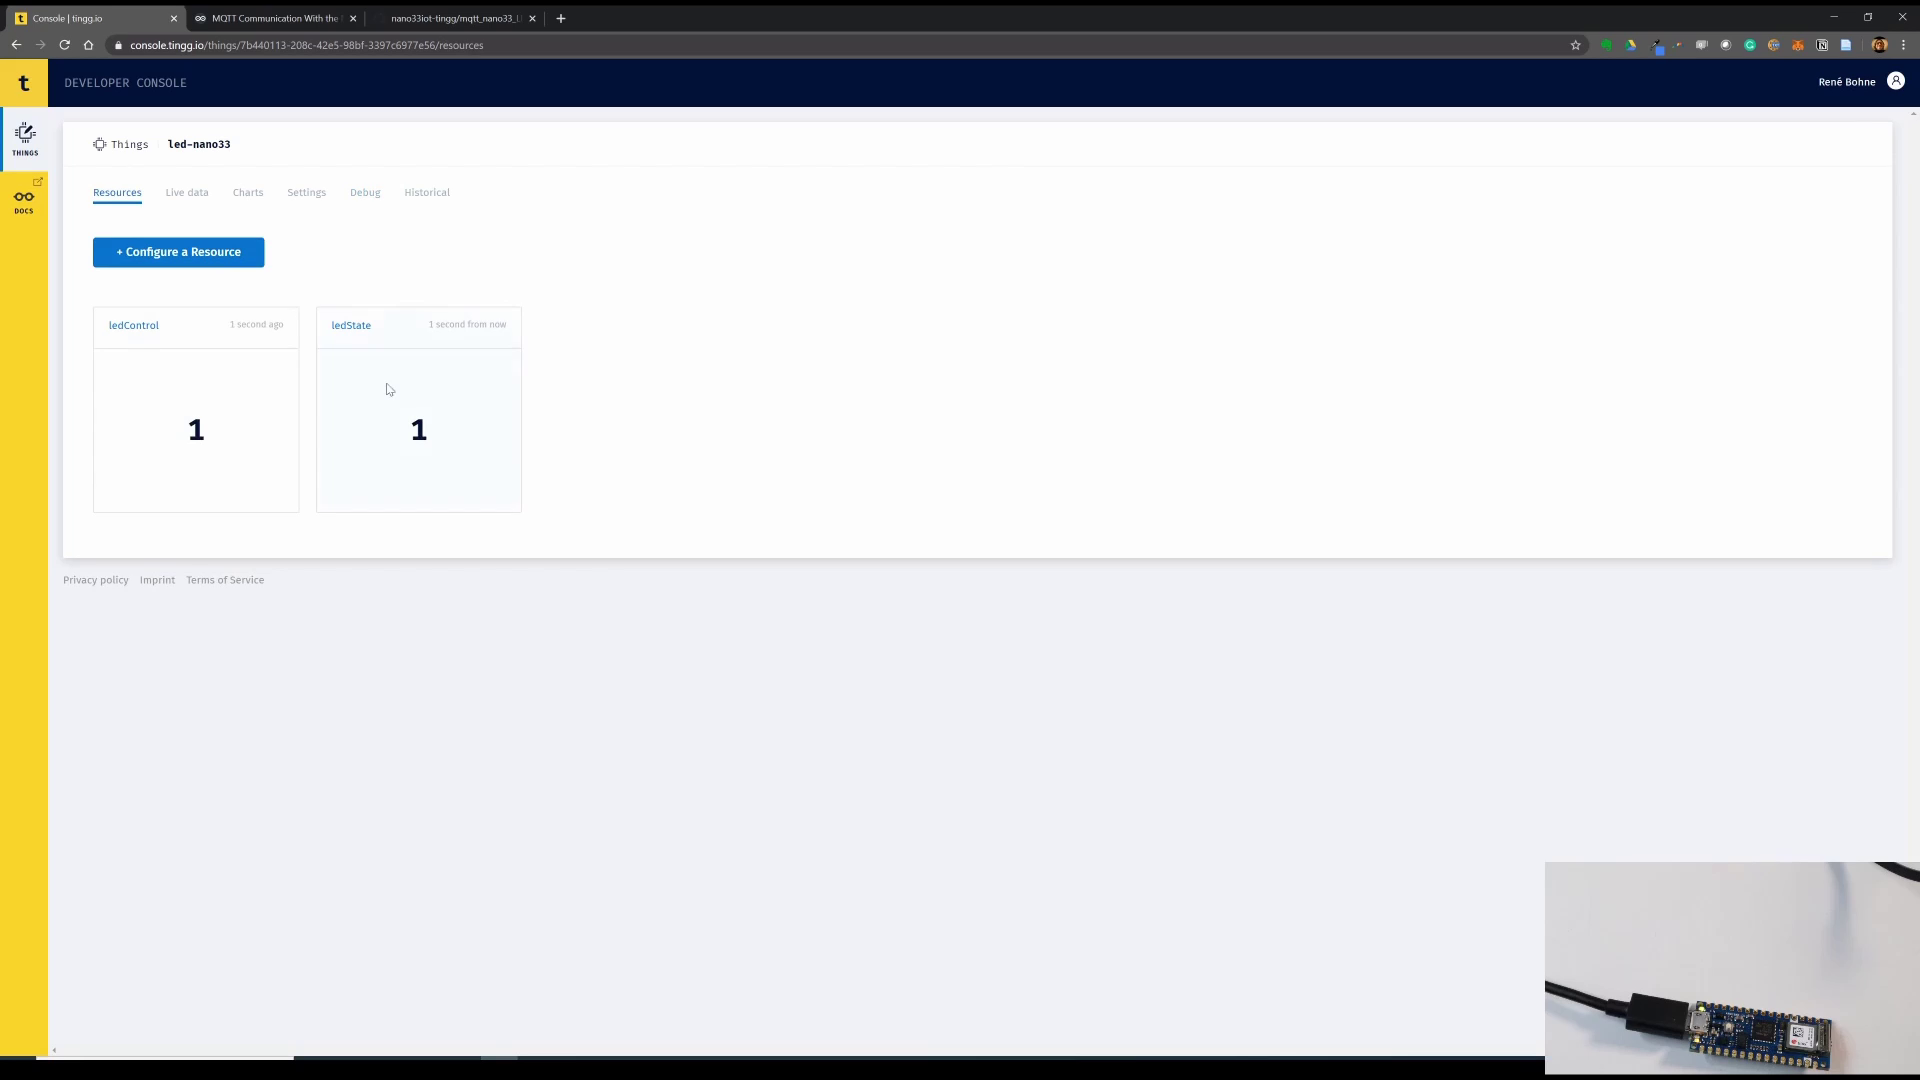 Console | tingg.io
MQTT Communication With the
nano33iot-tingg/mqtt_nano33_L
console.tingg.io/things/7b440113-208c-42e5-98bf-3397c6977e56/resources
t
DEVELOPER CONSOLE
René Bohne
THINGS
DOCS
Things led-nano33
Resources Live data Charts Settings Debug Historical
+ Configure a Resource
ledControl 1 second ago
1
ledState 1 second from now
1
Privacy policy Imprint Terms of Service